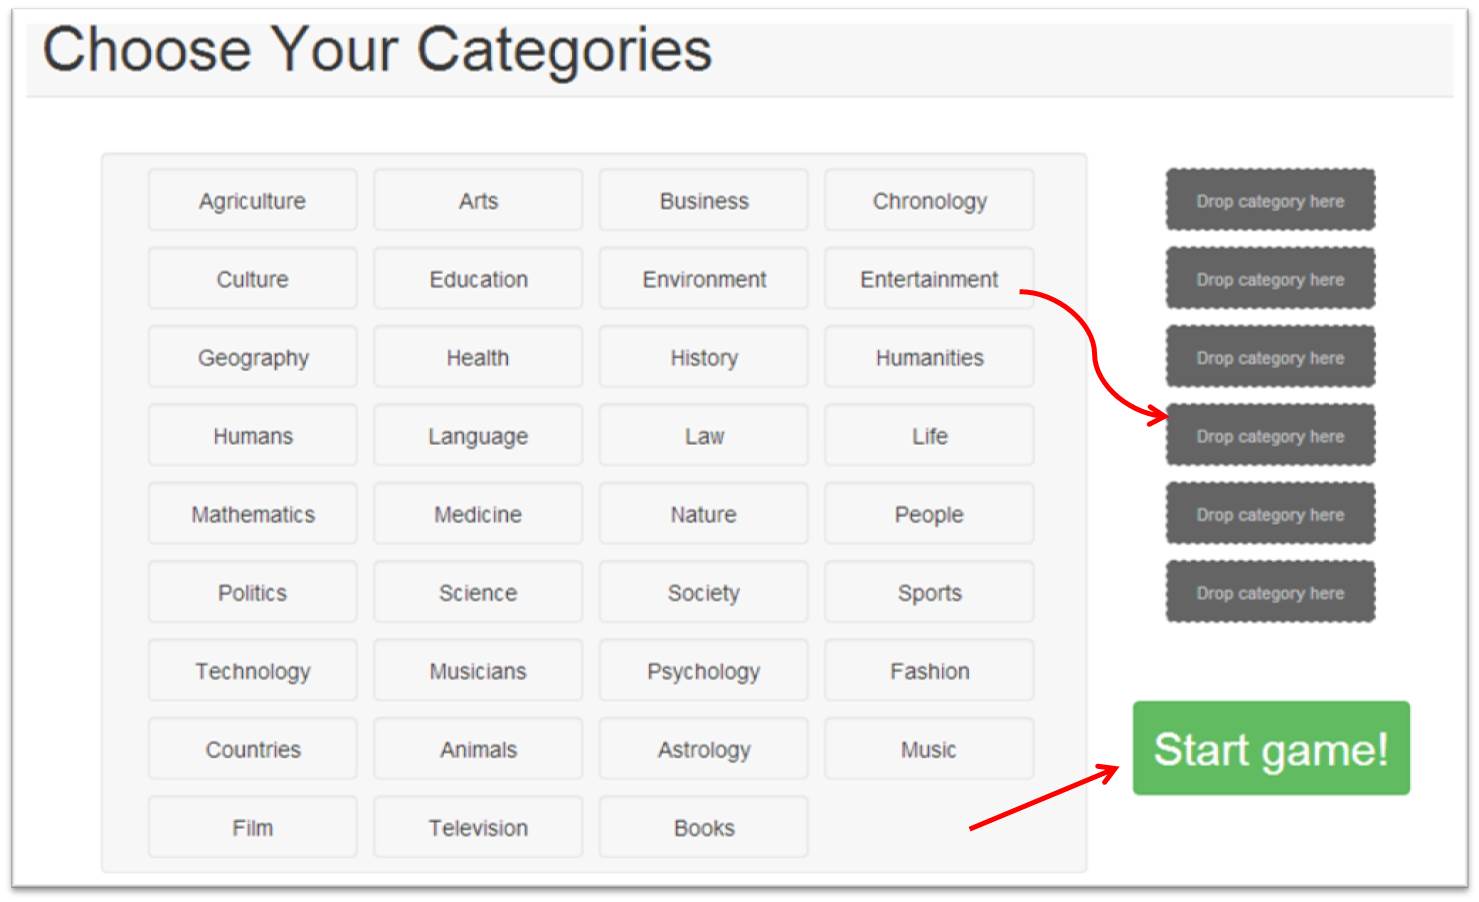 Choose Your Categories
Agriculture Arts Business Chronology Drop category here
Culture Education Environment Entertainment Drop category here
Geography Health History Humanities Drop category here
Humans Language Law Life Drop category here
Mathematics Medicine Nature People Drop category here
Politics Science Society Sports Drop category here
Technology Musicians Psychology Fashion
Countries Animals Astrology Music Start game!
Film Television Books